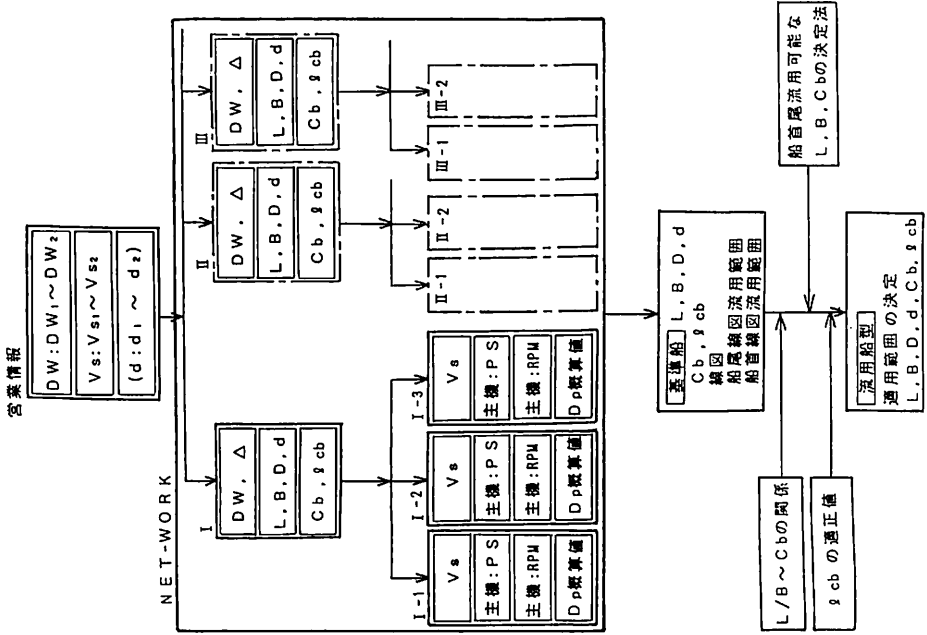 営業情報
DW:DW₁~DW₂
Vs:Vs₁~Vs₂
(d:d₁ ~ d₂)
NET-WORK
I
DW, Δ
L,B,D,d
Cb,ℓcb
II
DW, Δ
L,B,D,d
Cb,ℓcb
III
DW, Δ
L,B,D,d
Cb,ℓcb
I-1
Vs
主機:PS
主機:RPM
Dp概算値
I-2
Vs
主機:PS
主機:RPM
Dp概算値
I-3
Vs
主機:PS
主機:RPM
Dp概算値
II-1
II-2
III-1
III-2
基準船 L,B,D,d
Cb,ℓcb
線図
船尾線図流用範囲
船首線図流用範囲
L/B~Cbの関係
ℓcbの適正値
船首尾流用可能な
L,B,Cbの決定法
流用船型
適用範囲の決定
L,B,D,d,Cb,ℓcb